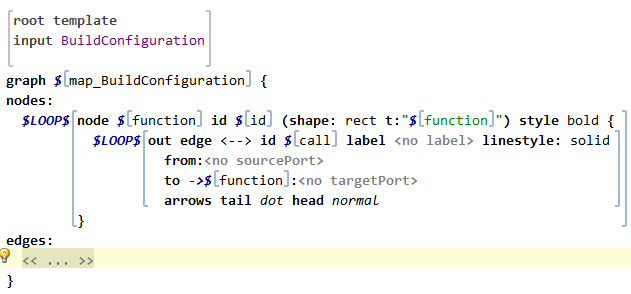 root template
input BuildConfiguration
graph $[map_BuildConfiguration] {
nodes:
$LOOP$[node $[function] id $[id] (shape: rect t:"$[function]") style bold {
$LOOP$[out edge <--> id $[call] label <no label> linestyle: solid
from:<no sourcePort>
to ->$[function]:<no targetPort>
arrows tail dot head normal
}
edges:
<< ... >>
}